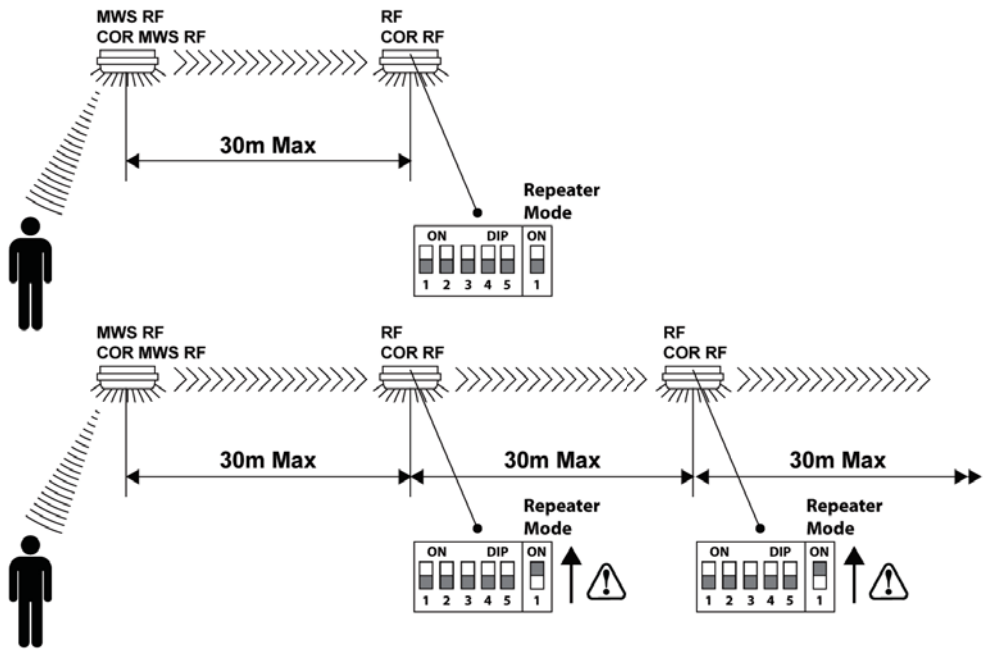 MWS RF
COR MWS RF
RF
COR RF
30m Max
Repeater
Mode
ON DIP ON
1 2 3 4 5 1
MWS RF
COR MWS RF
RF
COR RF
RF
COR RF
30m Max
30m Max
30m Max
Repeater
Mode
ON DIP ON
1 2 3 4 5 1
!
Repeater
Mode
ON DIP ON
1 2 3 4 5 1
!